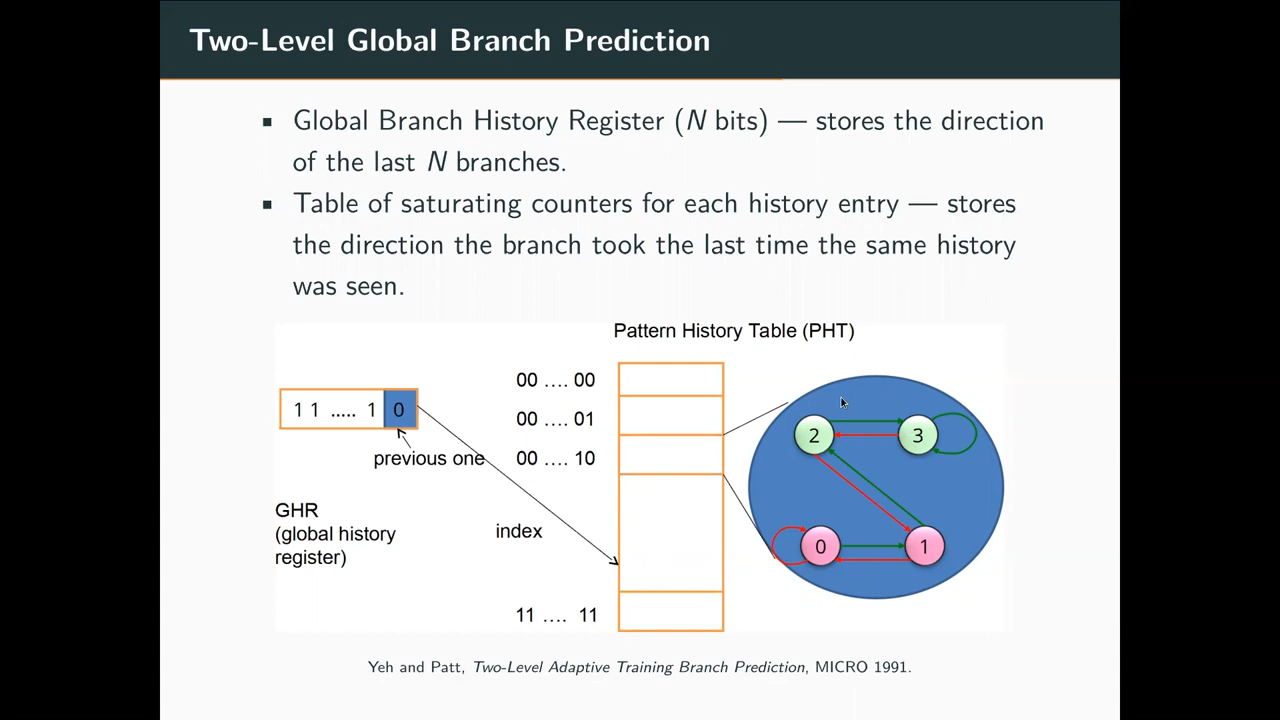 Two-Level Global Branch Prediction
▪ Global Branch History Register (N bits) — stores the direction
of the last N branches.
▪ Table of saturating counters for each history entry — stores
the direction the branch took the last time the same history
was seen.
Pattern History Table (PHT)
00 .... 00
1 1 ..... 1 0
00 .... 01
2 3
previous one
00 .... 10
GHR
(global history
register)
index
0 1
11 .... 11
Yeh and Patt, Two-Level Adaptive Training Branch Prediction, MICRO 1991.